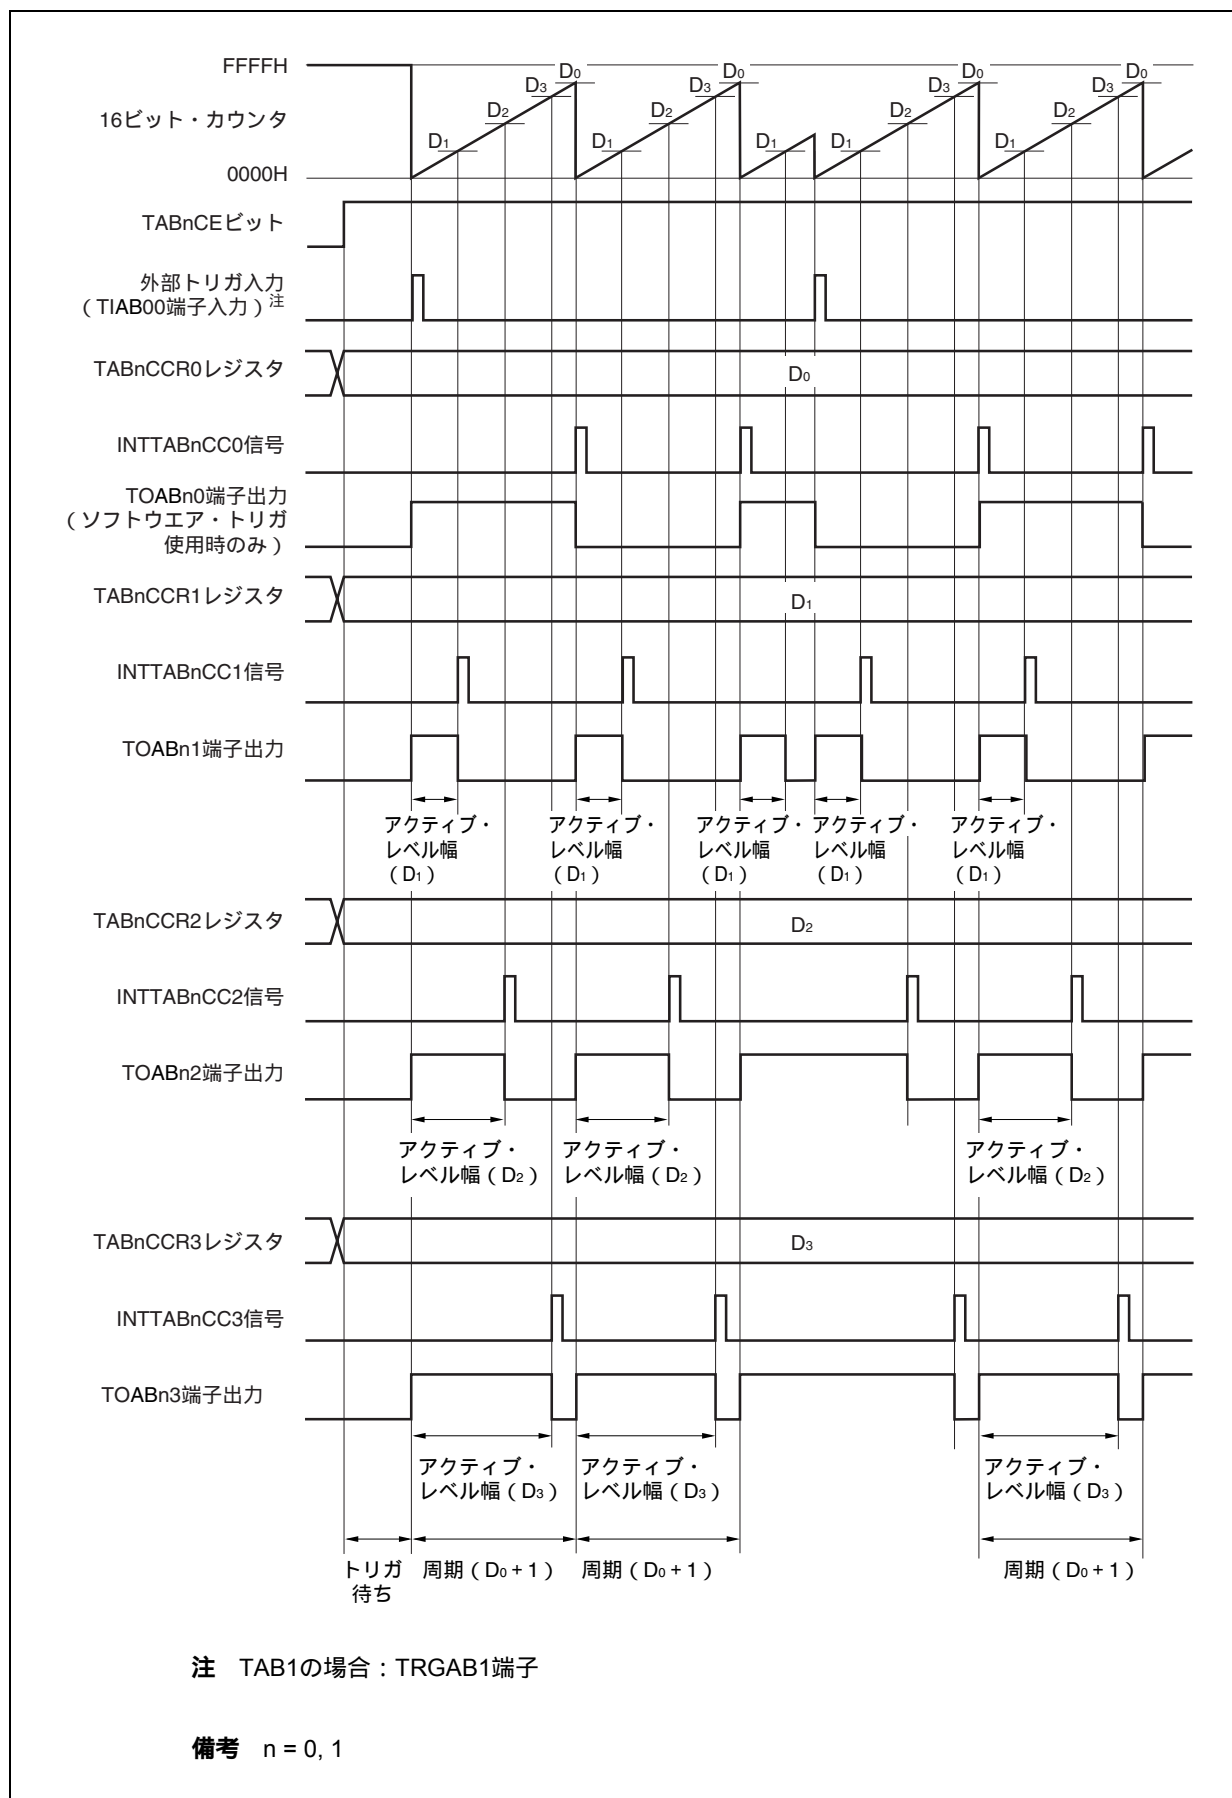 FFFFH
16ビット・カウンタ
0000H
D1 D2 D3 D0 D1 D2 D3 D0 D1 D1 D2 D3 D0 D1 D2 D3 D0
TABnCEビット
外部トリガ入力
（TIAB00端子入力）注
TABnCCR0レジスタ
D0
INTTABnCC0信号
TOABn0端子出力
（ソフトウエア・トリガ
使用時のみ）
TABnCCR1レジスタ
D1
INTTABnCC1信号
TOABn1端子出力
アクティブ・ アクティブ・ アクティブ・ アクティブ・ アクティブ・
レベル幅 レベル幅 レベル幅 レベル幅 レベル幅
（D1） （D1） （D1） （D1） （D1）
TABnCCR2レジスタ
D2
INTTABnCC2信号
TOABn2端子出力
アクティブ・ アクティブ・ アクティブ・
レベル幅（D2） レベル幅（D2） レベル幅（D2）
TABnCCR3レジスタ
D3
INTTABnCC3信号
TOABn3端子出力
アクティブ・ アクティブ・ アクティブ・
レベル幅（D3） レベル幅（D3） レベル幅（D3）
トリガ 周期（D0 + 1） 周期（D0 + 1） 周期（D0 + 1）
待ち
注 TAB1の場合：TRGAB1端子
備考 n = 0, 1